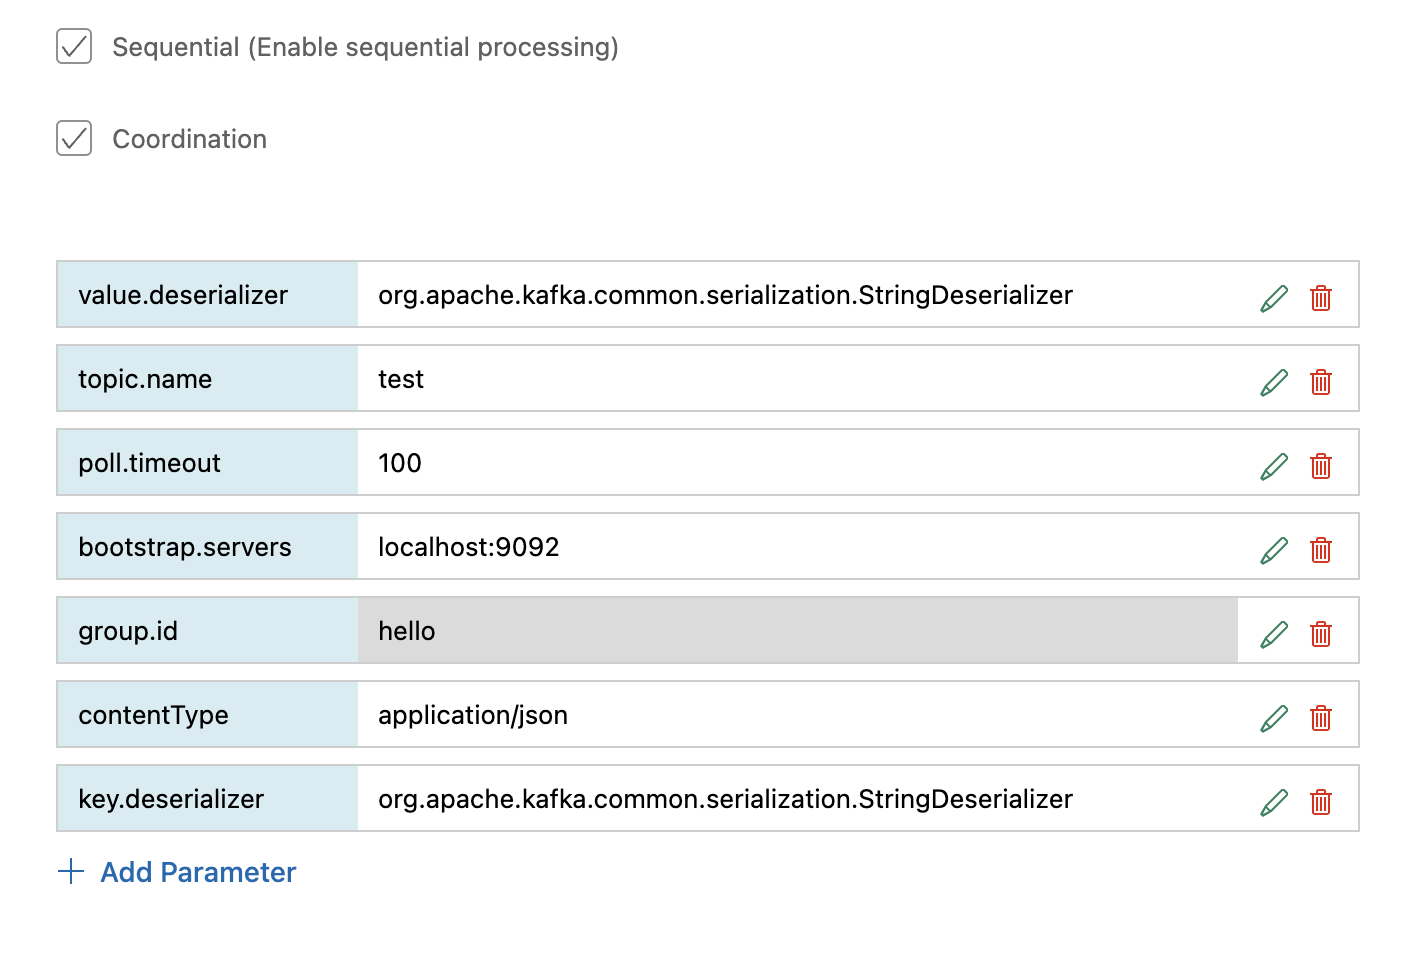 Sequential (Enable sequential processing)
Coordination
value.deserializer org.apache.kafka.common.serialization.StringDeserializer
topic.name test
poll.timeout 100
bootstrap.servers localhost:9092
group.id hello
contentType application/json
key.deserializer org.apache.kafka.common.serialization.StringDeserializer
Add Parameter